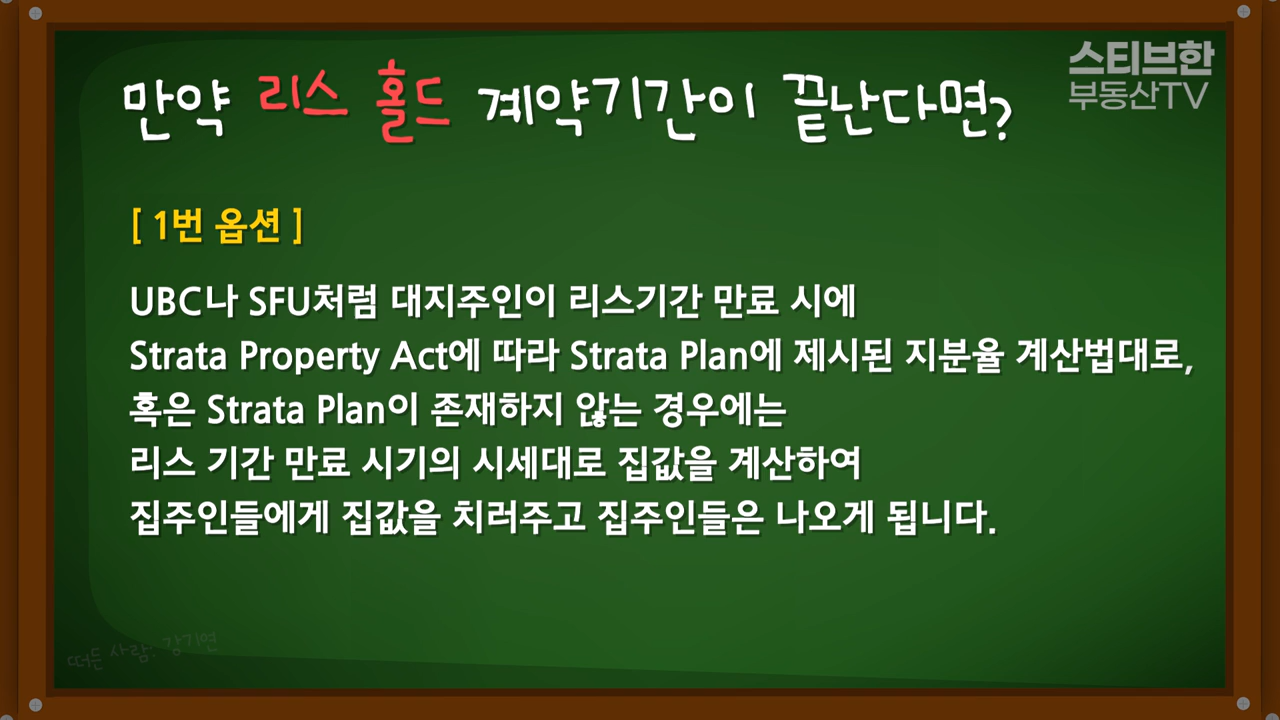 스티브한
부동산TV
만약 리스 홀드 계약기간이 끝난다면?
[ 1번 옵션 ]
UBC나 SFU처럼 대지주인이 리스기간 만료 시에
Strata Property Act에 따라 Strata Plan에 제시된 지분율 계산법대로,
혹은 Strata Plan이 존재하지 않는 경우에는
리스 기간 만료 시기의 시세대로 집값을 계산하여
집주인들에게 집값을 치러주고 집주인들은 나오게 됩니다.
떠든 사람: 강기연